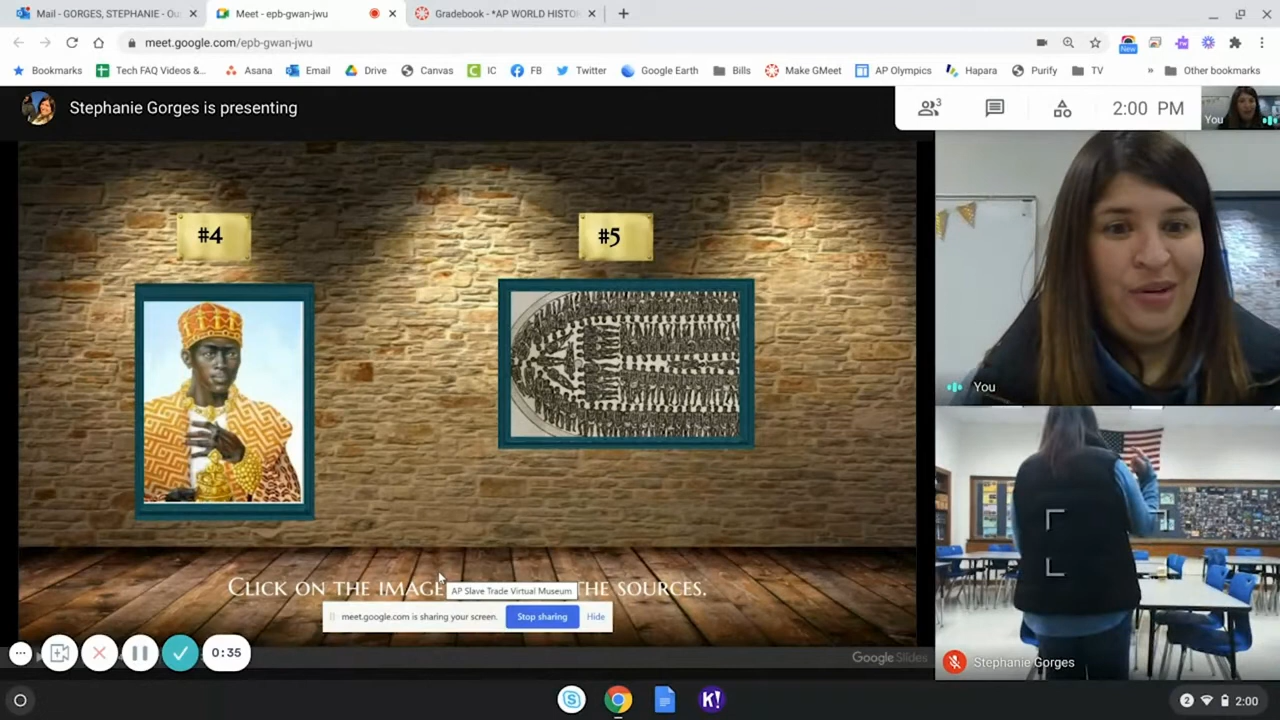 Mail - GORGES, STEPHANIE - Ou
Meet - epb-gwan-jwu
Gradebook - *AP WORLD HISTO
meet.google.com/epb-gwan-jwu
New
Bookmarks
Tech FAQ Videos &...
Asana
Email
Drive
Canvas
IC
FB
Twitter
Google Earth
Bills
Make GMeet
AP Olympics
Hapara
Purify
TV
»
Other bookmarks
Stephanie Gorges is presenting
3
2:00 PM
You
#4
#5
You
CLICK ON THE IMAGE
THE SOURCES.
AP Slave Trade Virtual Museum
meet.google.com is sharing your screen.
Stop sharing
Hide
0:35
Google Slides
Stephanie Gorges
K!
2
2:00